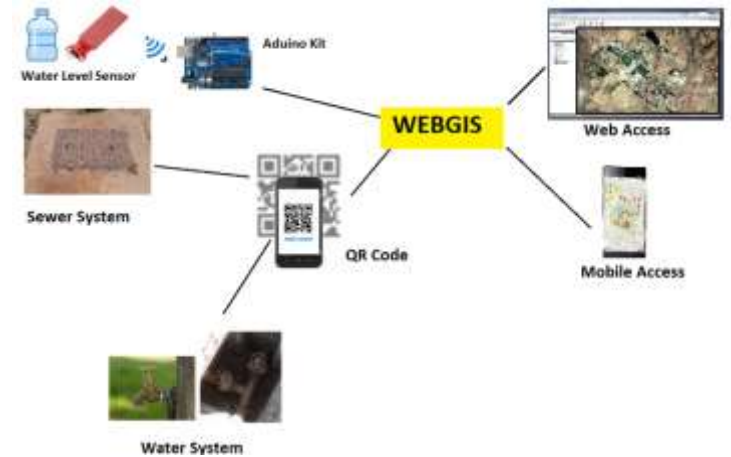 Aduino Kit
Water Level Sensor
WEBGIS
Web Access
Sewer System
QR Code
Mobile Access
Water System